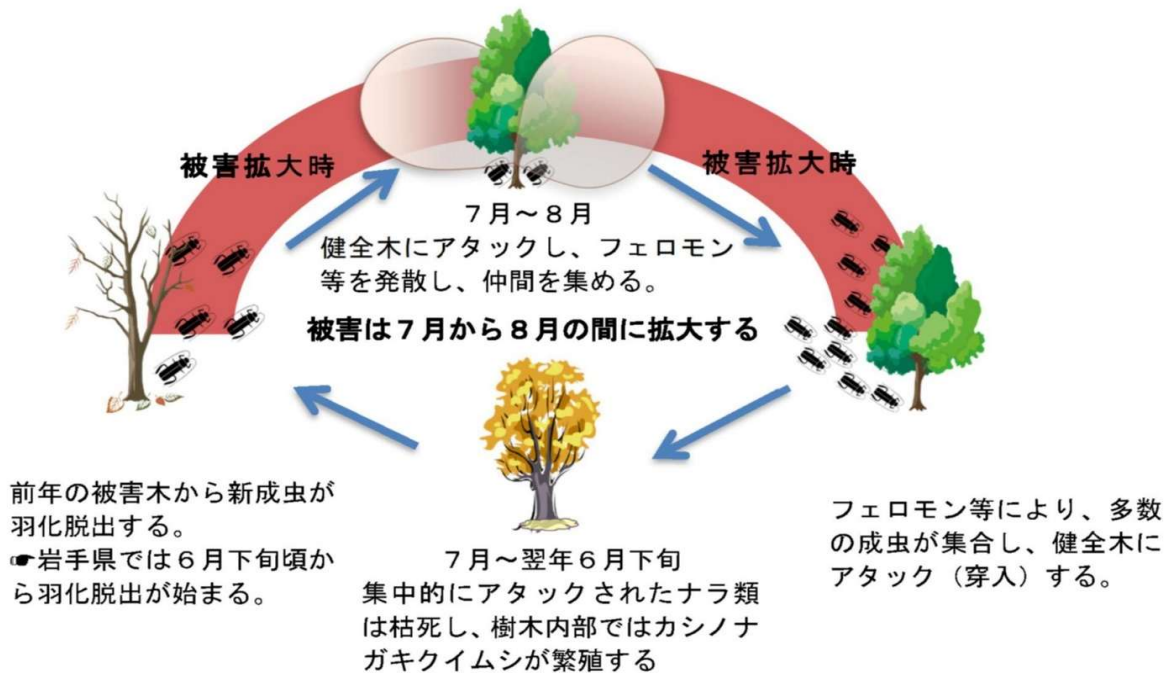 被害拡大時
被害拡大時
７月～８月
健全木にアタックし、フェロモン
等を発散し、仲間を集める。
被害は７月から８月の間に拡大する
前年の被害木から新成虫が
羽化脱出する。
☛岩手県では６月下旬頃か
ら羽化脱出が始まる。
７月～翌年６月下旬
集中的にアタックされたナラ類
は枯死し、樹木内部ではカシノナ
ガキクイムシが繁殖する
フェロモン等により、多数
の成虫が集合し、健全木に
アタック（穿入）する。